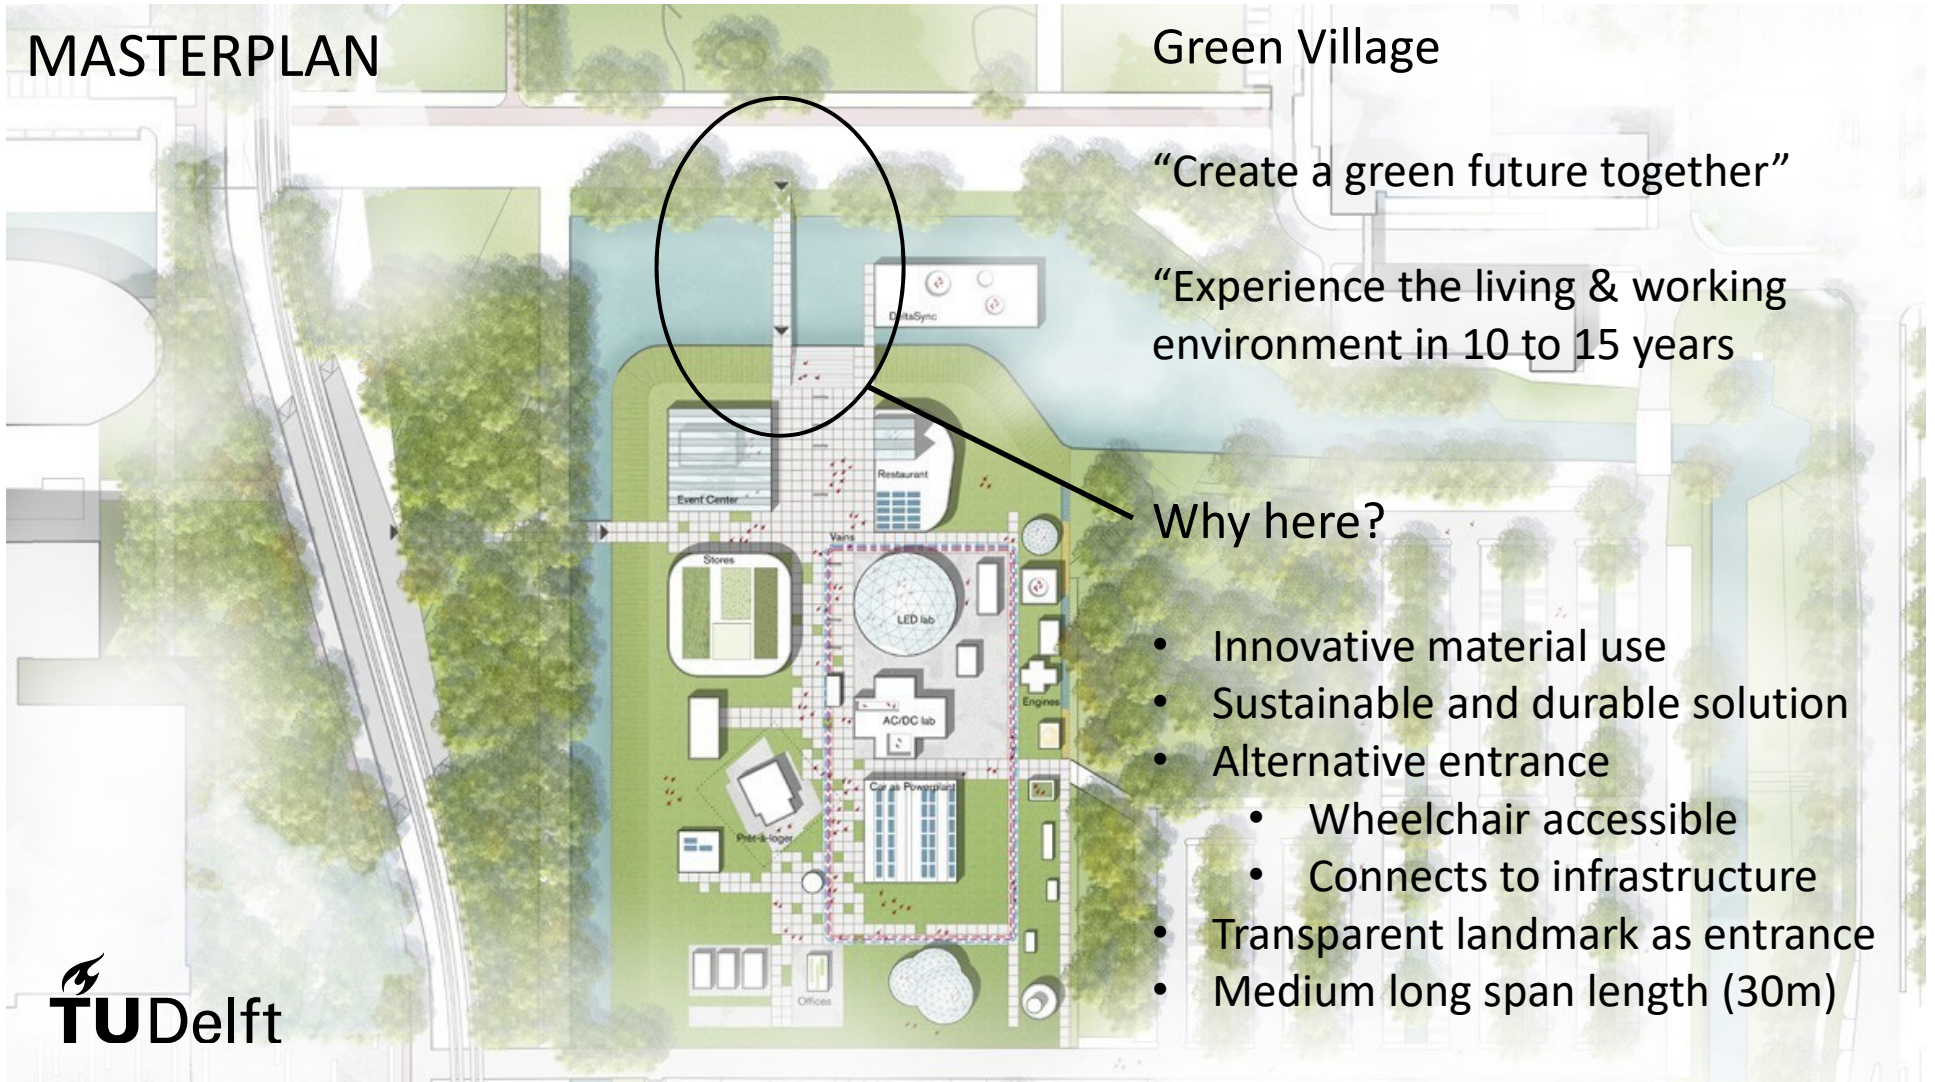 MASTERPLAN
Green Village
“Create a green future together”
“Experience the living & working
environment in 10 to 15 years
Why here?
• Innovative material use
• Sustainable and durable solution
• Alternative entrance
• Wheelchair accessible
• Connects to infrastructure
• Transparent landmark as entrance
• Medium long span length (30m)
DeltaSync
Restaurant
Event Center
Vains
Stores
LED lab
Engines
AC/DC lab
Car as Powerplant
Prêt-à-loger
Offices
TUDelft